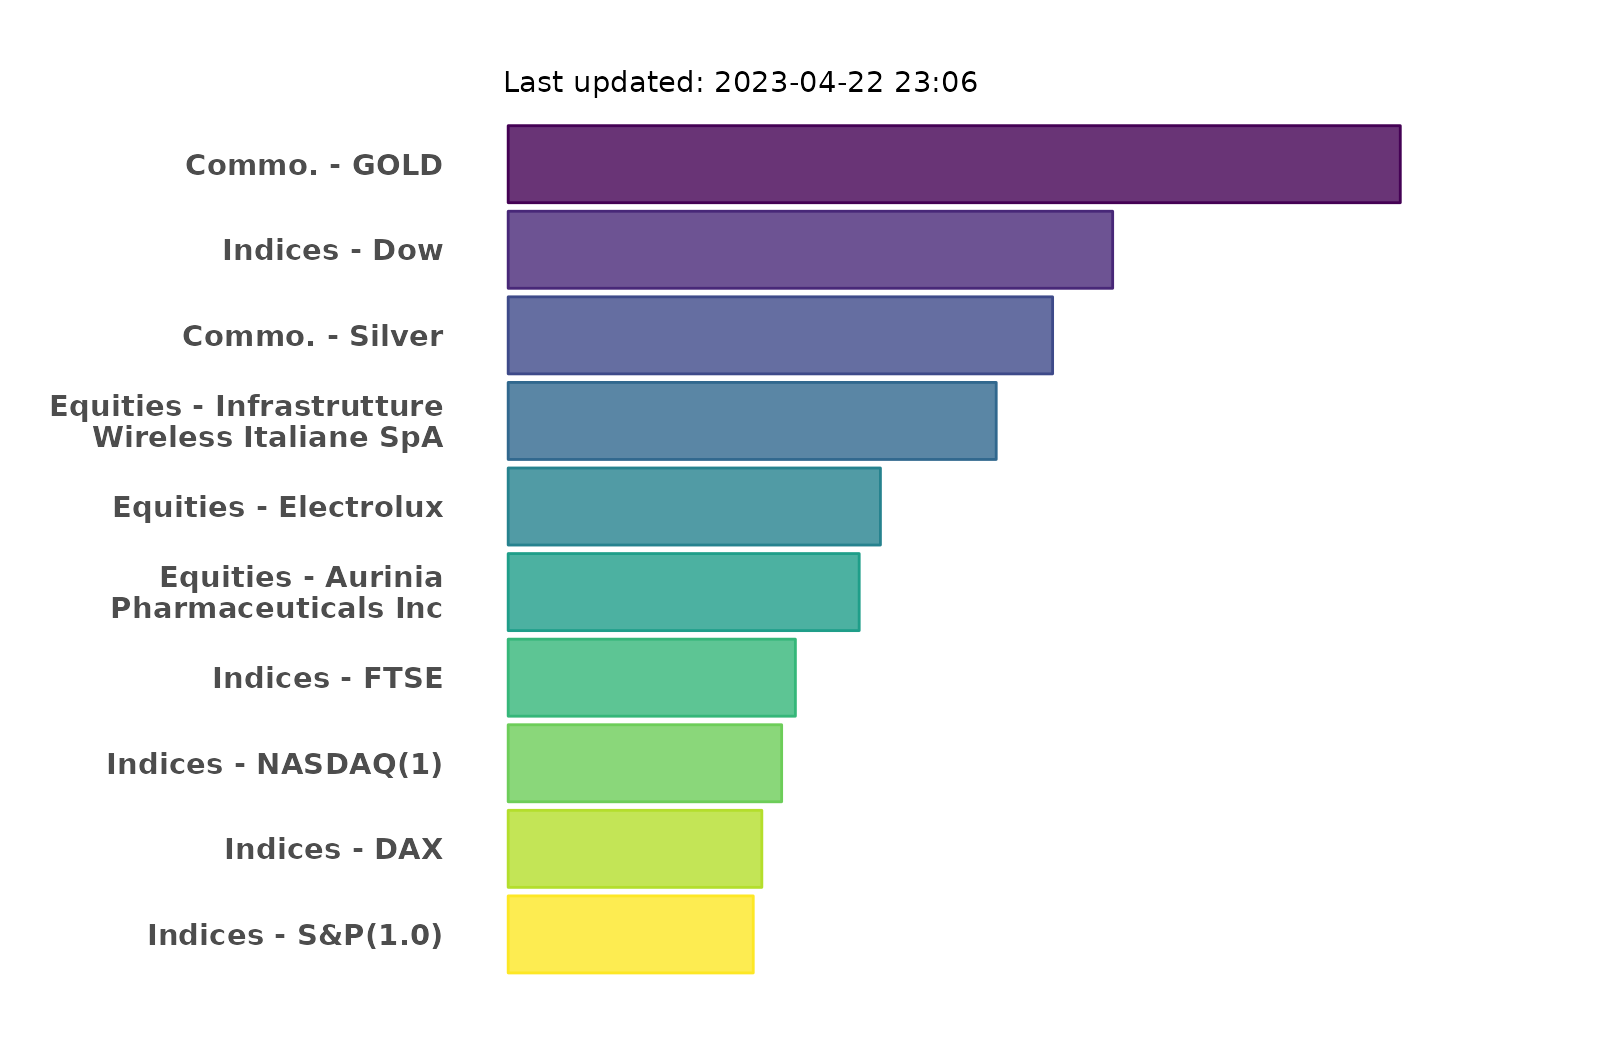 Last updated: 2023-04-22 23:06
Commo. - GOLD
Indices - Dow
Commo. - Silver
Equities - Infrastrutture
Wireless Italiane SpA
Equities - Electrolux
Equities - Aurinia
Pharmaceuticals Inc
Indices - FTSE
Indices - NASDAQ(1)
Indices - DAX
Indices - S&P(1.0)